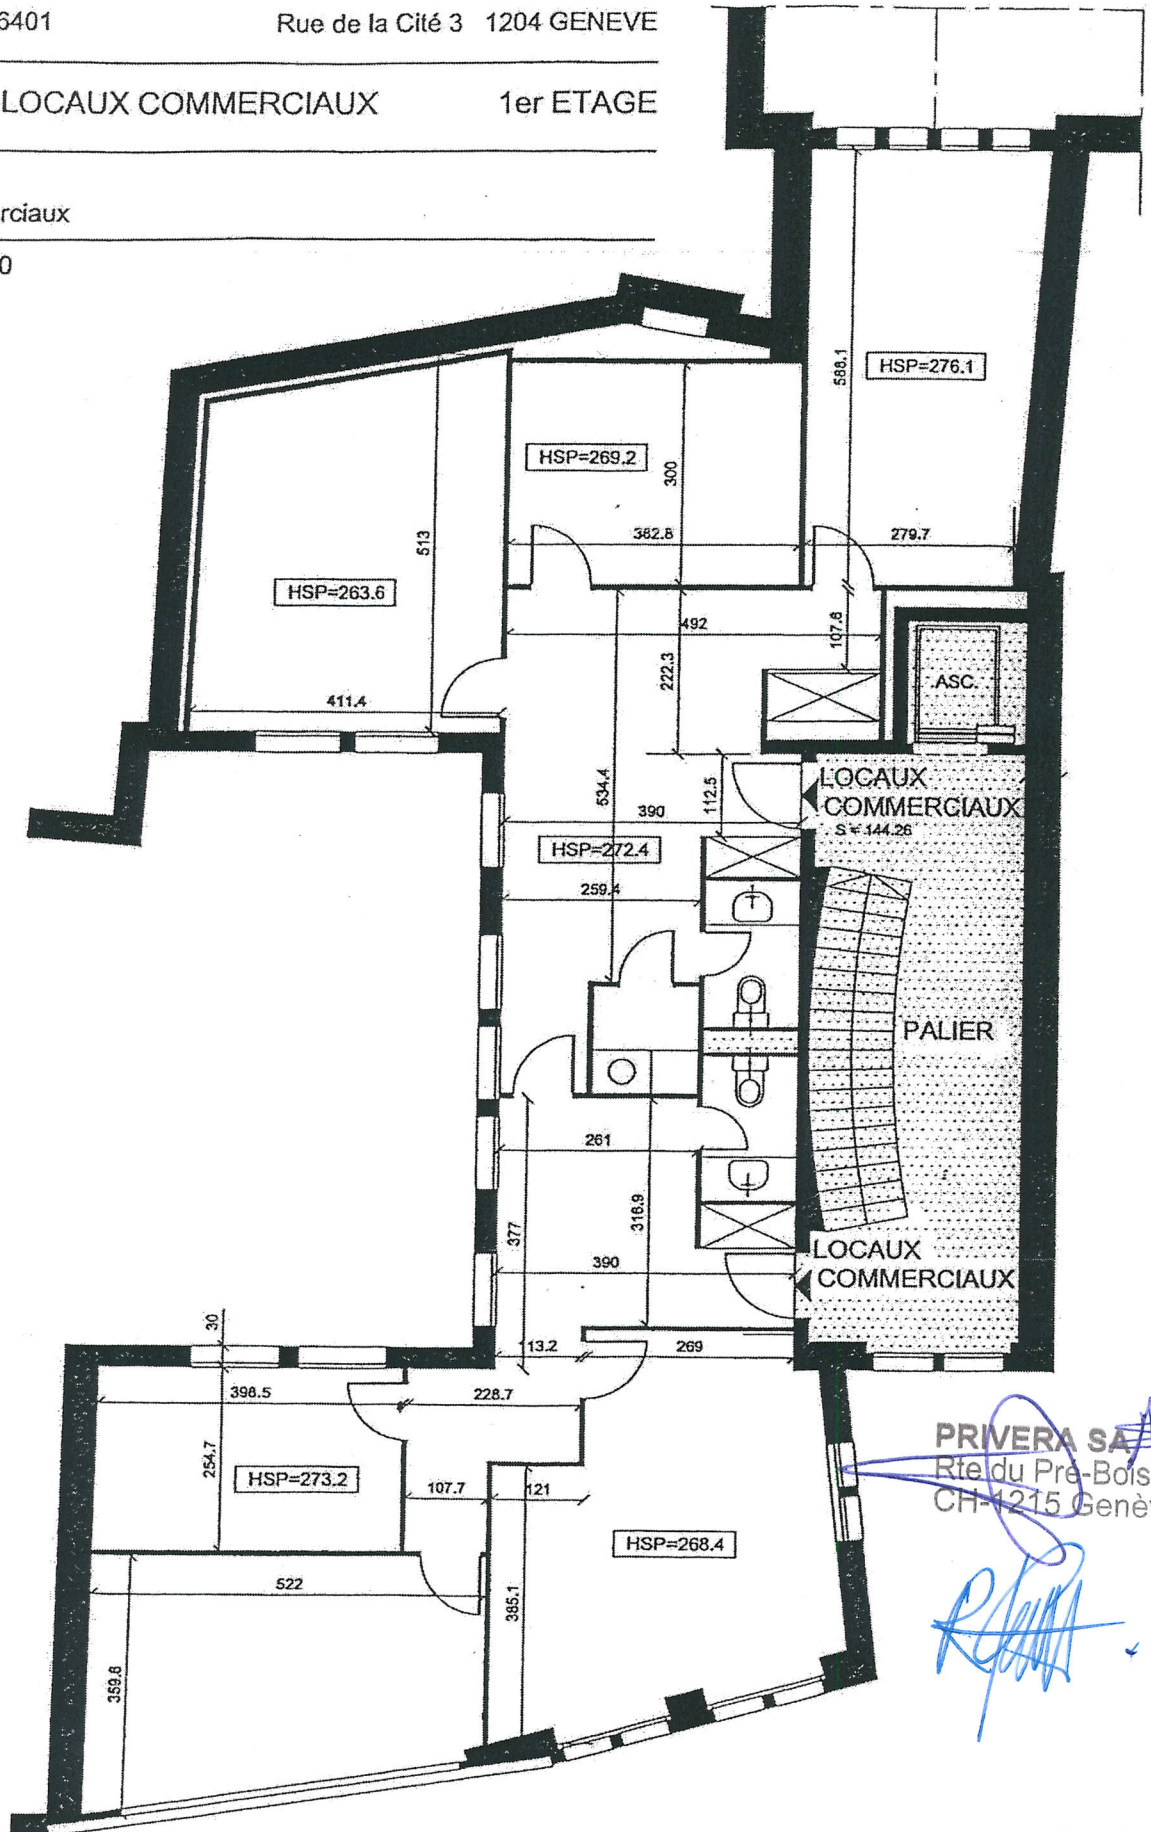 6401 Rue de la Cité 3 1204 GENEVE
LOCAUX COMMERCIAUX 1er ETAGE
rciaux
0
588.1
HSP=276.1
HSP=269.2
300
382.8
279.7
513
HSP=263.6
492
107.8
222.3
411.4
ASC.
534.4
112.5
LOCAUX
COMMERCIAUX
S = 144.26
390
HSP=272.4
259.4
PALIER
261
316.9
377
390
LOCAUX
COMMERCIAUX
30
13.2
269
398.5
228.7
254.7
HSP=273.2
107.7
121
PRIVERA SA
Rte du Pré-Bois
CH-1215 Genèv
HSP=268.4
522
385.1
359.8